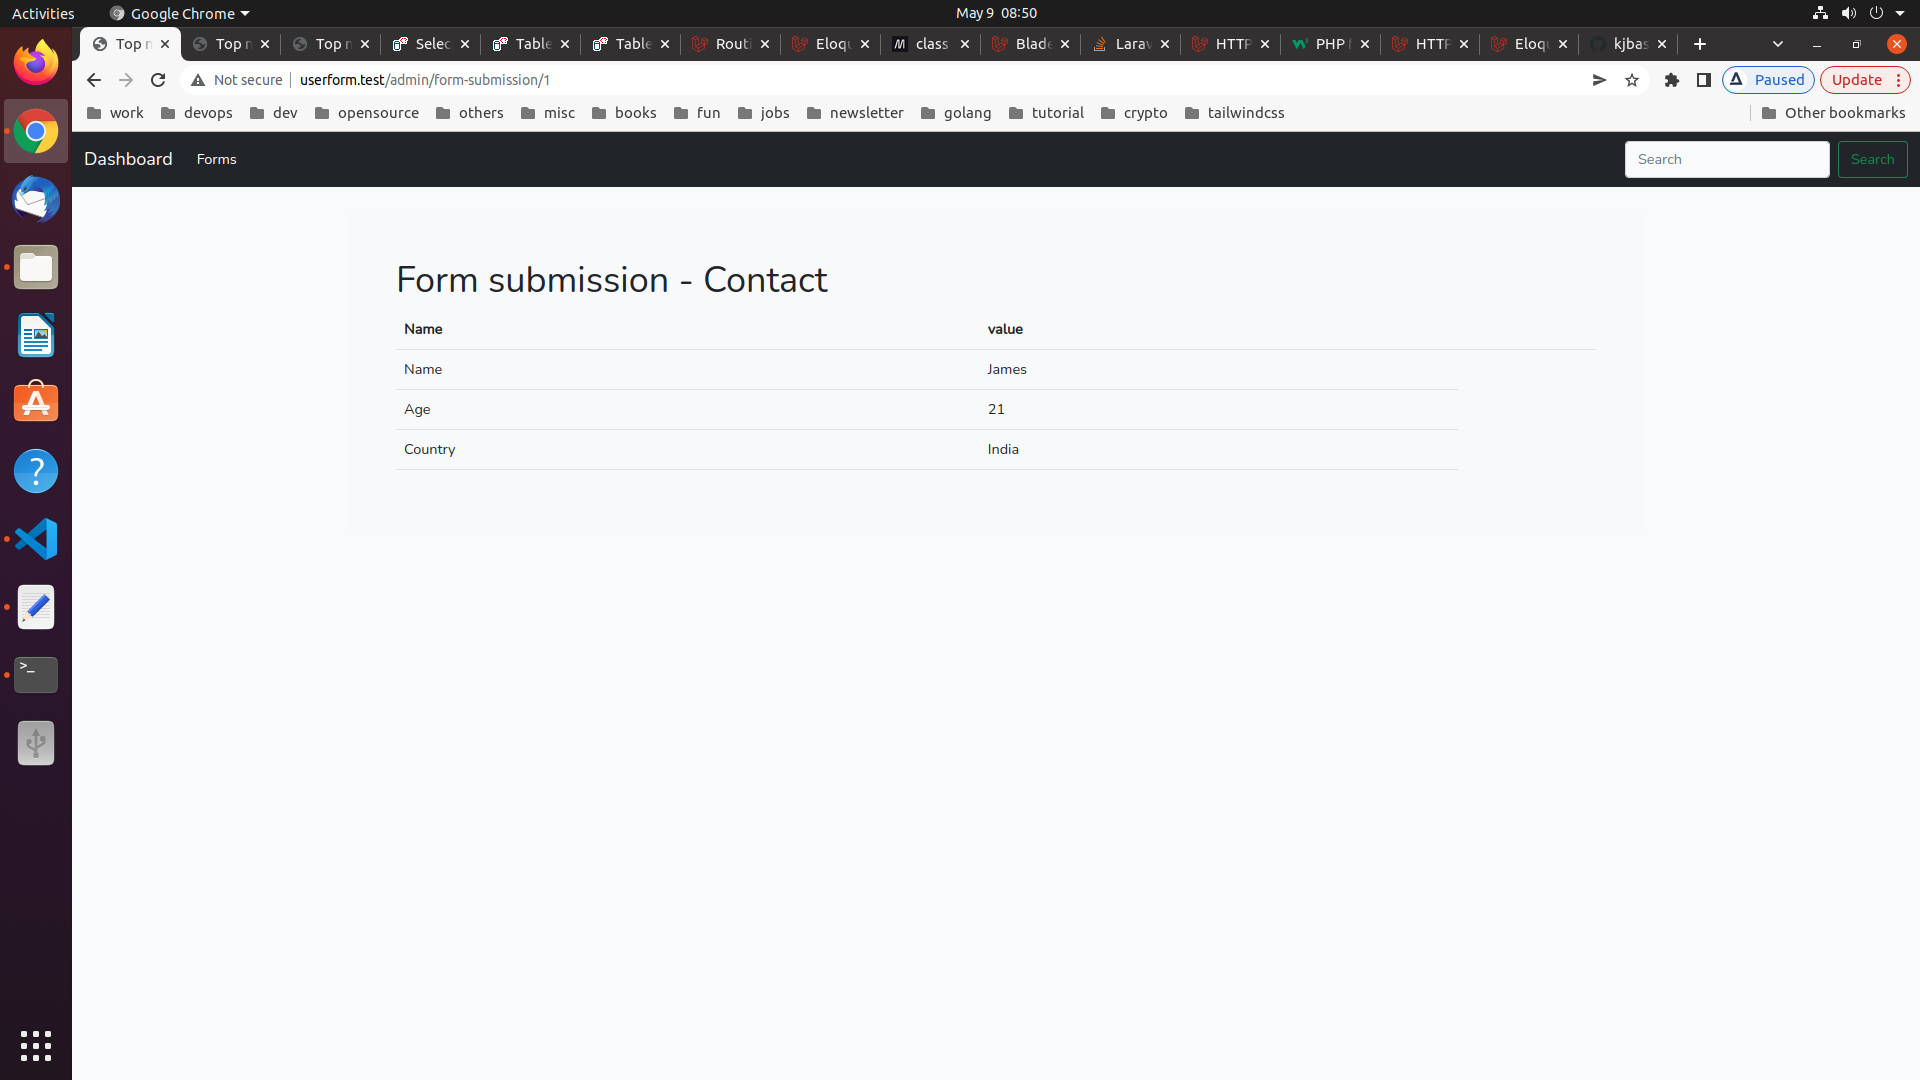 Activities Google Chrome May 9 08:50
Top n Top n Top n Selec Table Table Routi Eloqu class Blade Larav HTTP PHP f HTTP Eloqu kjbas
Not secure userform.test/admin/form-submission/1 Paused Update
work devops dev opensource others misc books fun jobs newsletter golang tutorial crypto tailwindcss Other bookmarks
Dashboard Forms Search Search
Form submission - Contact
Name value
Name James
Age 21
Country India